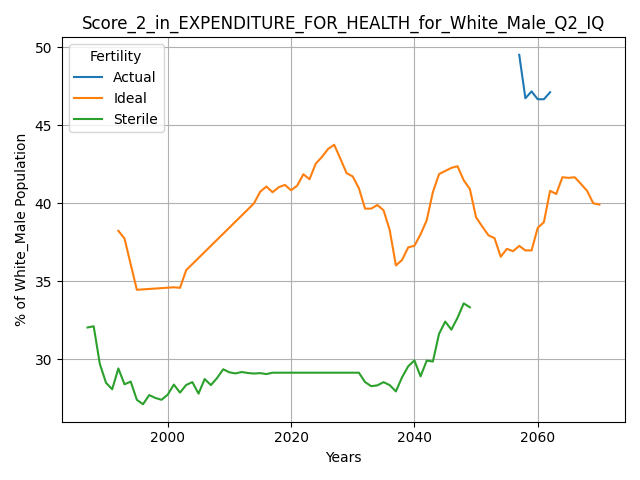 Score_2_in_EXPENDITURE_FOR_HEALTH_for_White_Male_Q2_IQ
Fertility
Actual
Ideal
Sterile
% of White_Male Population
50
45
40
35
30
2000
2020
2040
2060
Years